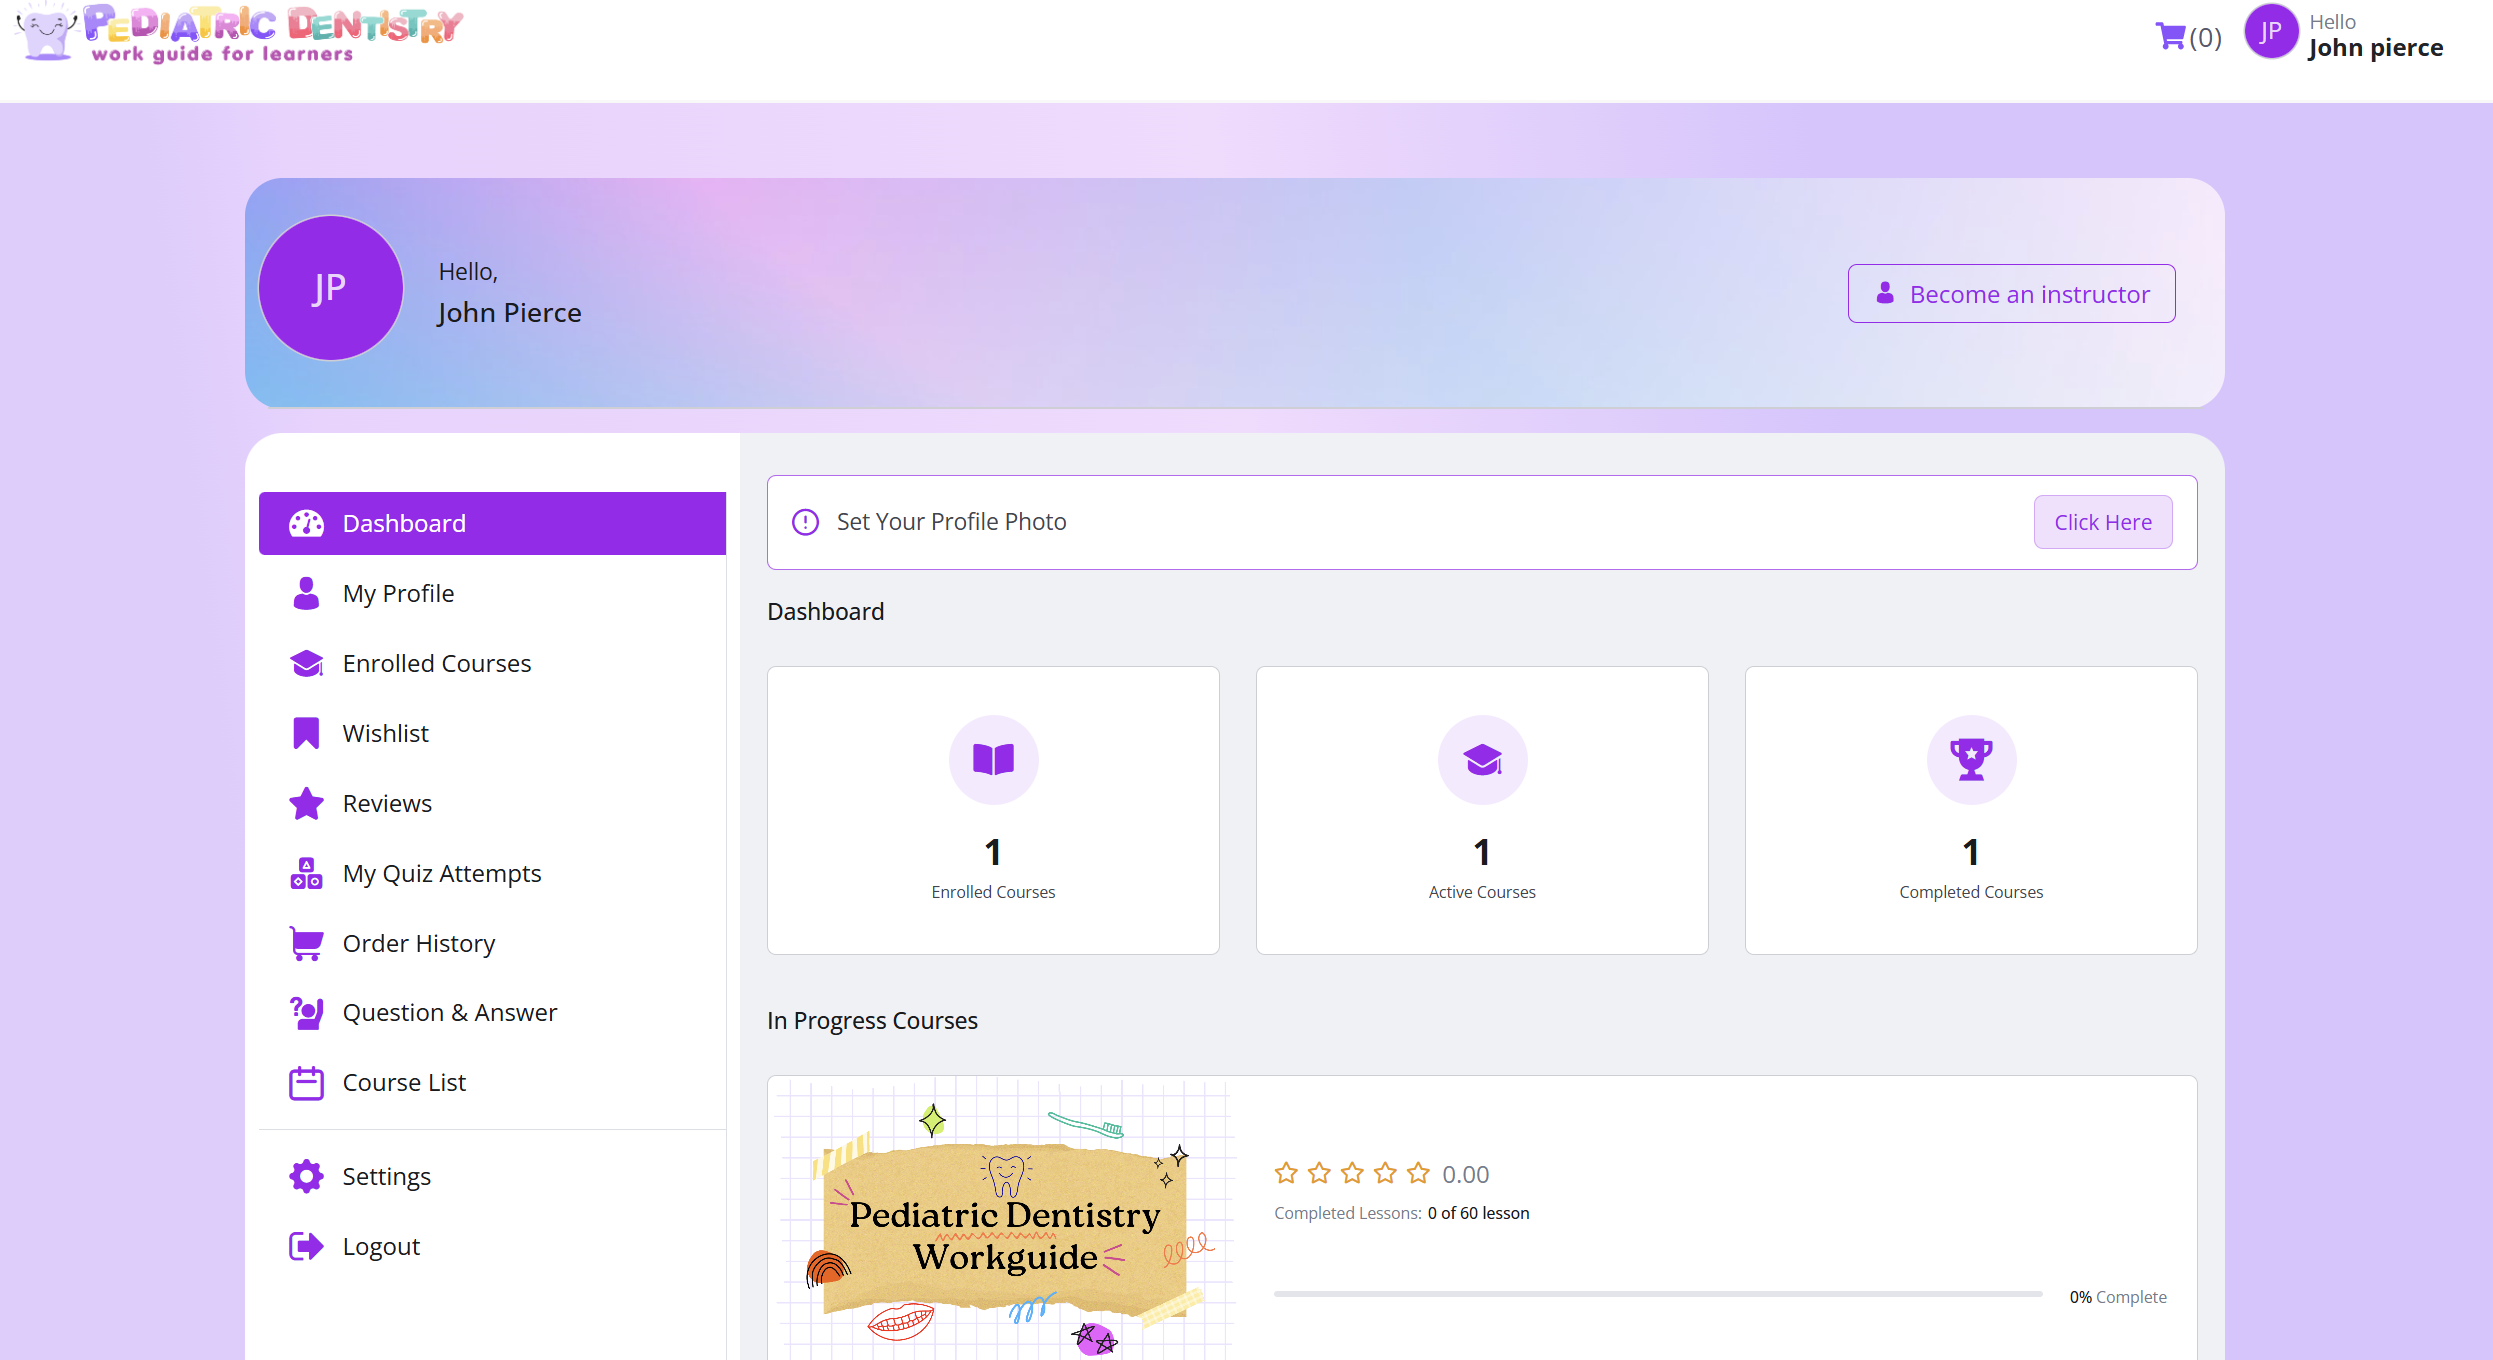 PEDIATRIC DENTISTRY
work guide for learners
(0)
JP
Hello
John pierce
JP
Hello,
John Pierce
Become an instructor
Dashboard
My Profile
Enrolled Courses
Wishlist
Reviews
My Quiz Attempts
Order History
Question & Answer
Course List
Settings
Logout
Set Your Profile Photo
Click Here
Dashboard
1
Enrolled Courses
1
Active Courses
1
Completed Courses
In Progress Courses
Pediatric Dentistry
Workguide
0.00
Completed Lessons: 0 of 60 lesson
0% Complete